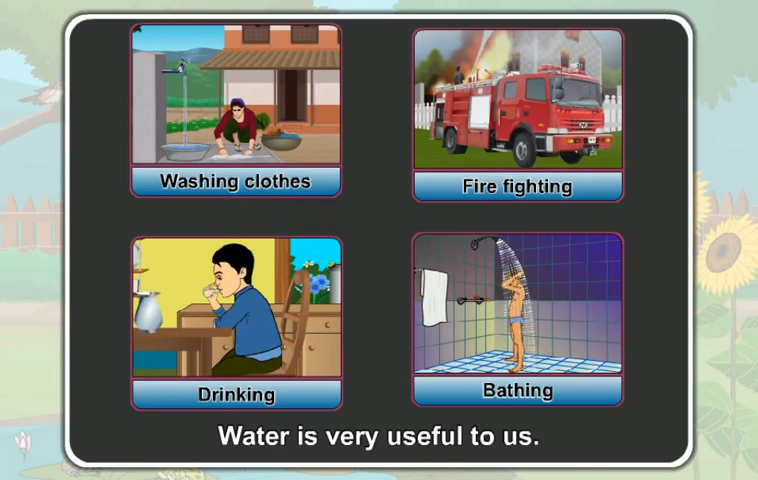 Washing clothes
Fire fighting
Drinking
Bathing
Water is very useful to us.